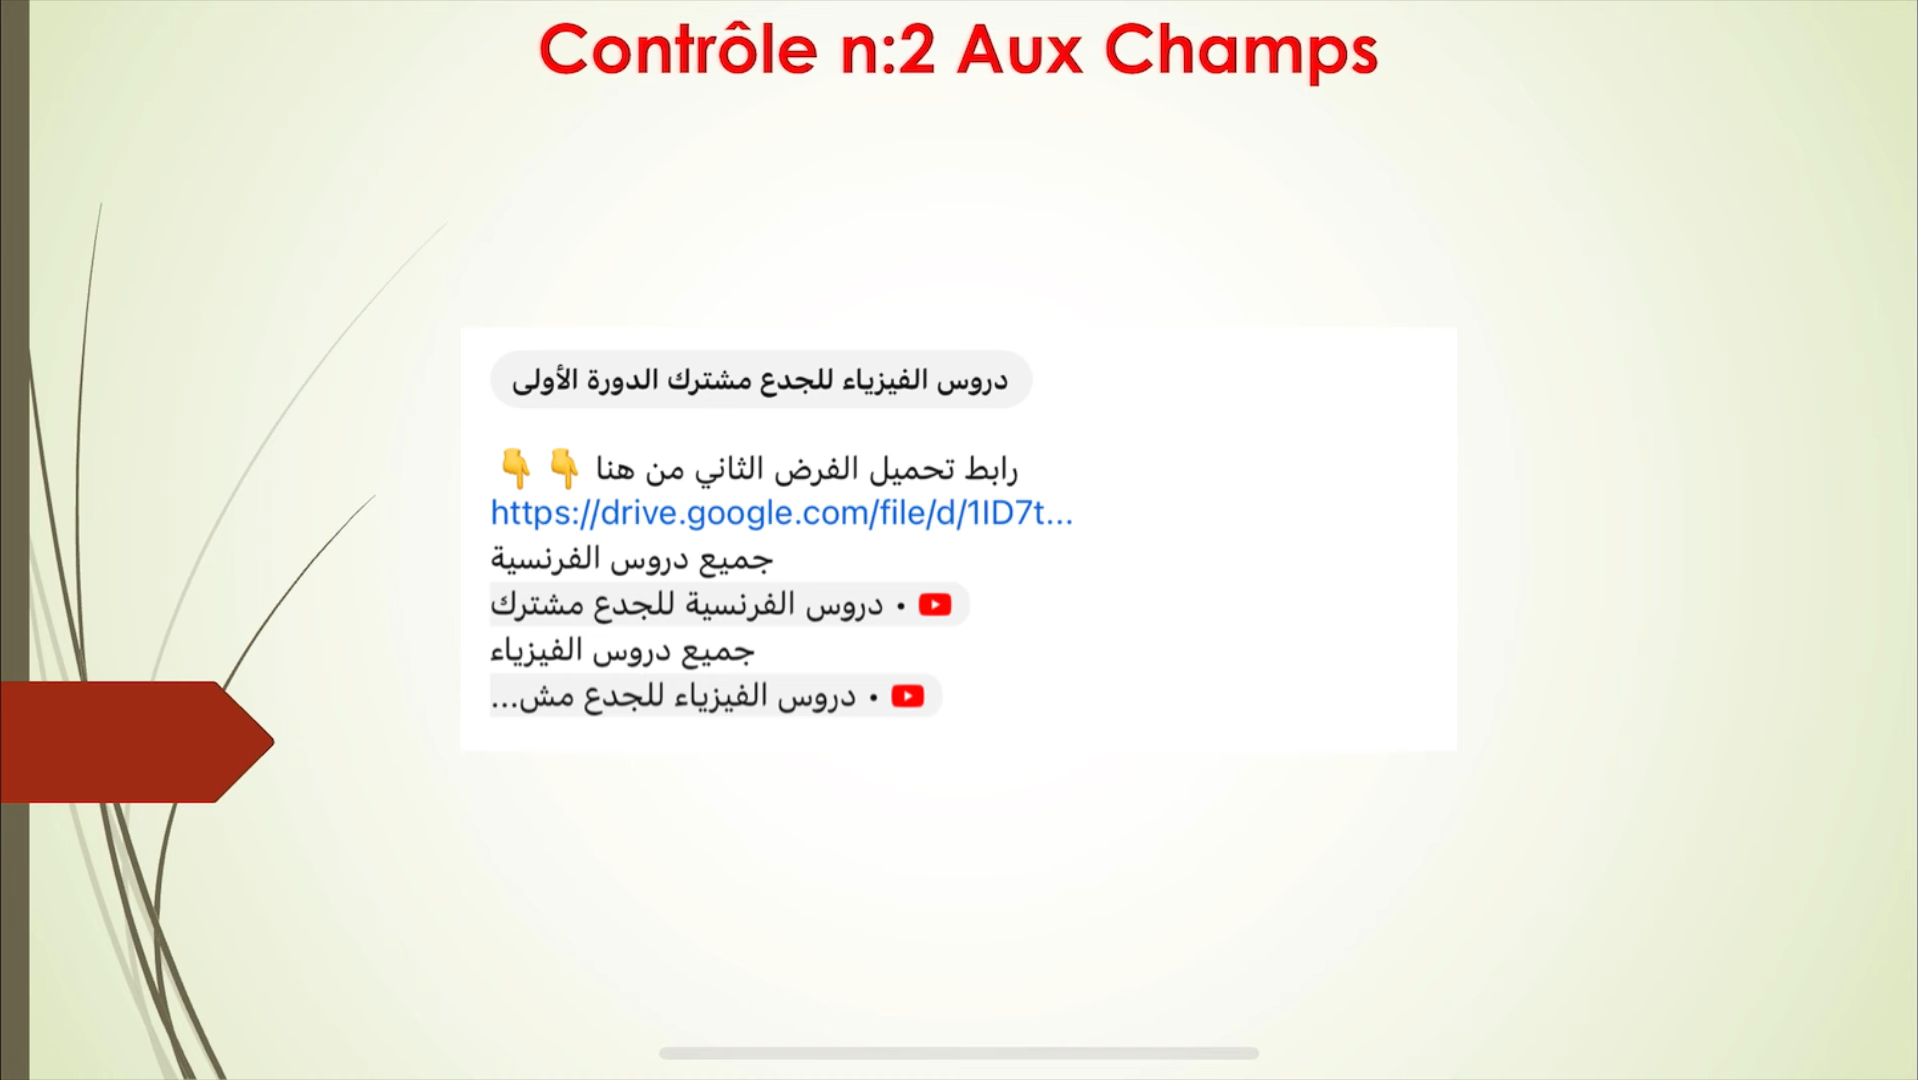 Contrôle n:2 Aux Champs
دروس الفيزياء للجدع مشترك الدورة الأولى
رابط تحميل الفرض الثاني من هنا 👇 👇
https://drive.google.com/file/d/1ID7t...
جميع دروس الفرنسية
• دروس الفرنسية للجدع مشترك
جميع دروس الفيزياء
• دروس الفيزياء للجدع مش...